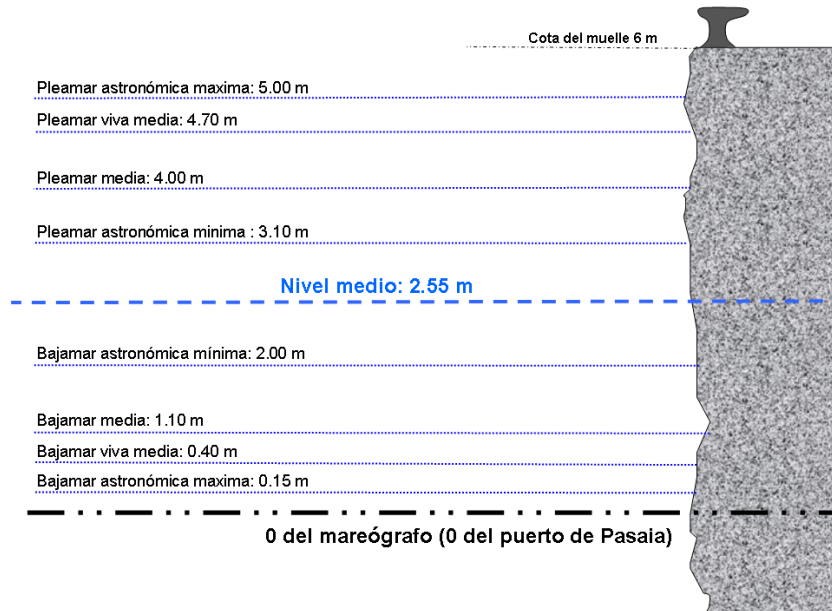 Cota del muelle 6 m
Pleamar astronómica maxima: 5.00 m
Pleamar viva media: 4.70 m
Pleamar media: 4.00 m
Pleamar astronómica minima : 3.10 m
Nivel medio: 2.55 m
Bajamar astronómica mínima: 2.00 m
Bajamar media: 1.10 m
Bajamar viva media: 0.40 m
Bajamar astronómica maxima: 0.15 m
0 del mareógrafo (0 del puerto de Pasaia)